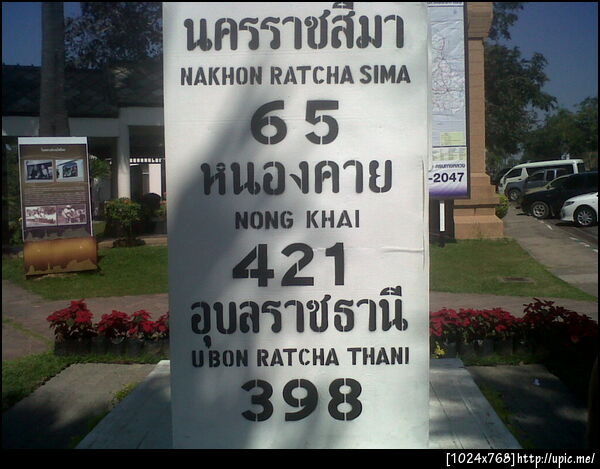 นครราชสีมา
NAKHON RATCHA SIMA
65
หนองคาย
NONG KHAI
421
อุบลราชธานี
UBON RATCHA THANI
398
-2047
[1024x768]http://upic.me/